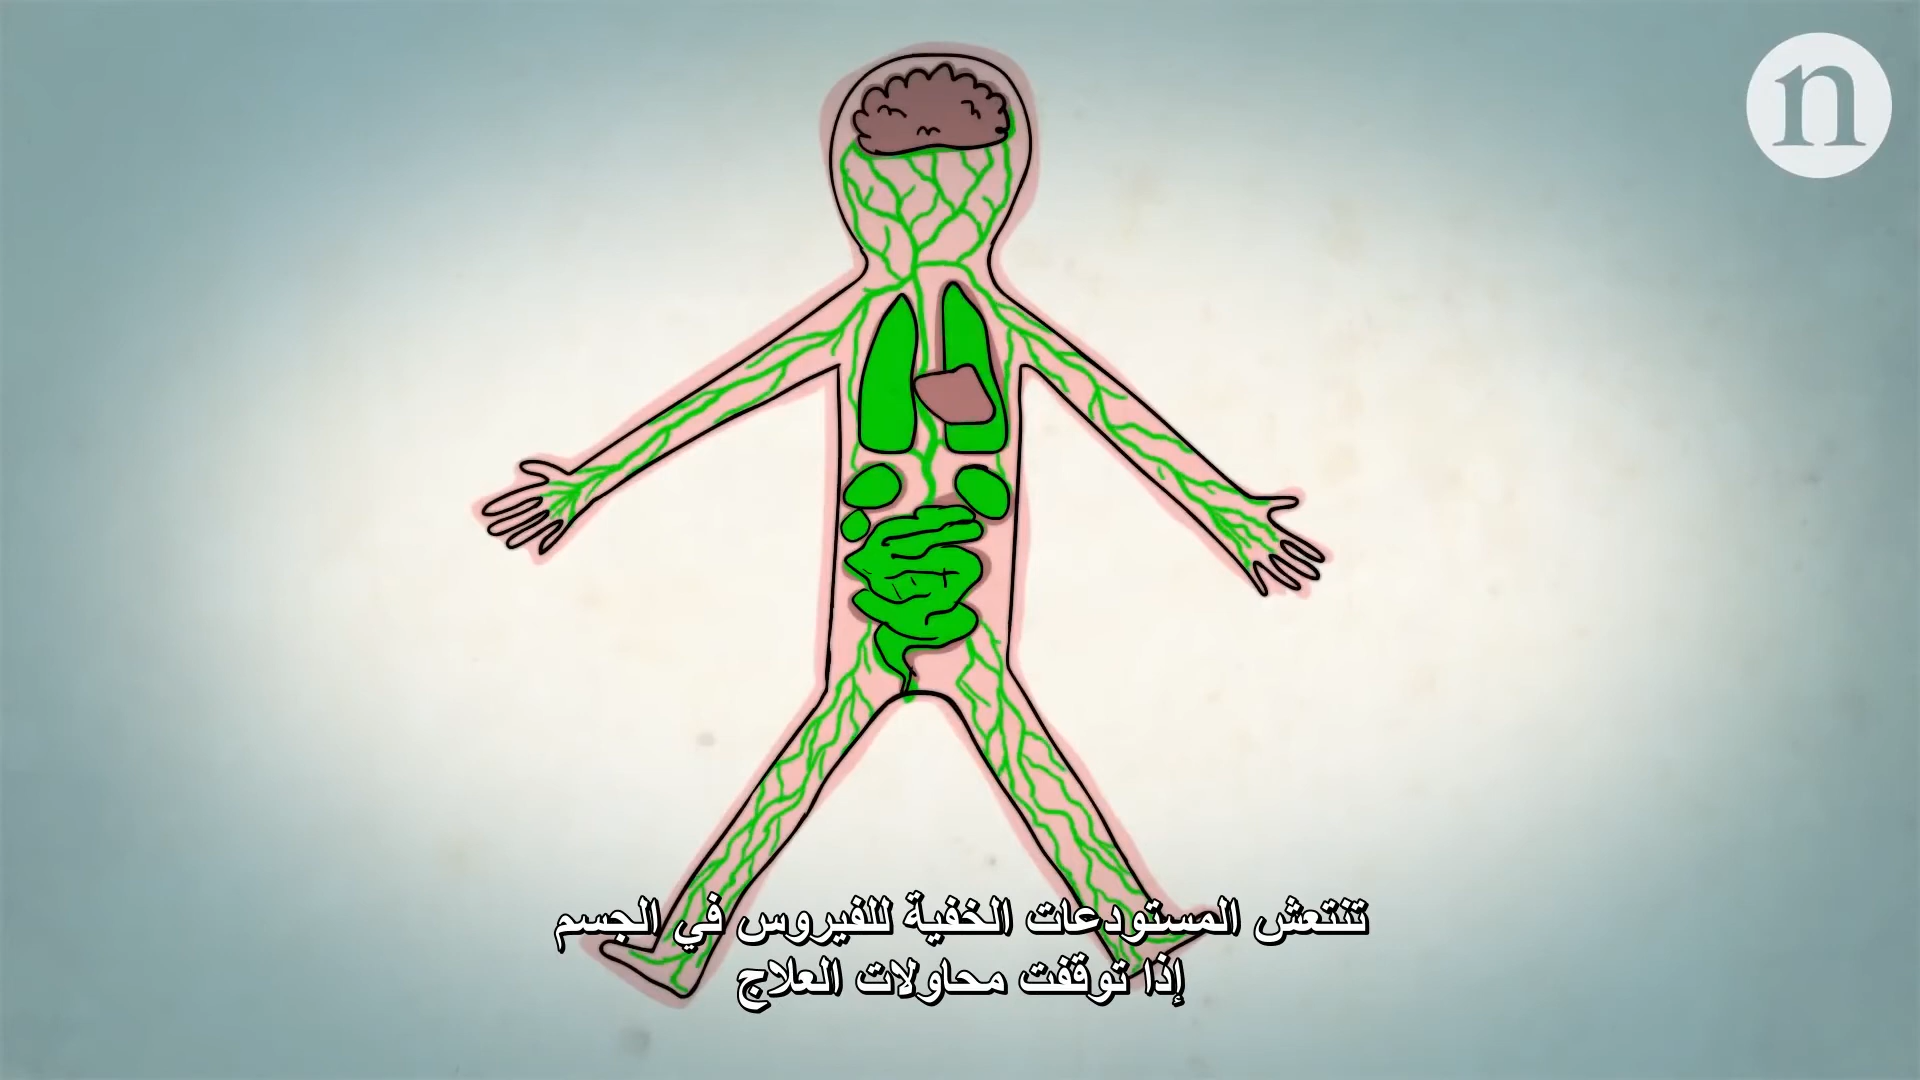 n
تنتعش المستودعات الخفية للفيروس في الجسم
إذا توقفت محاولات العلاج